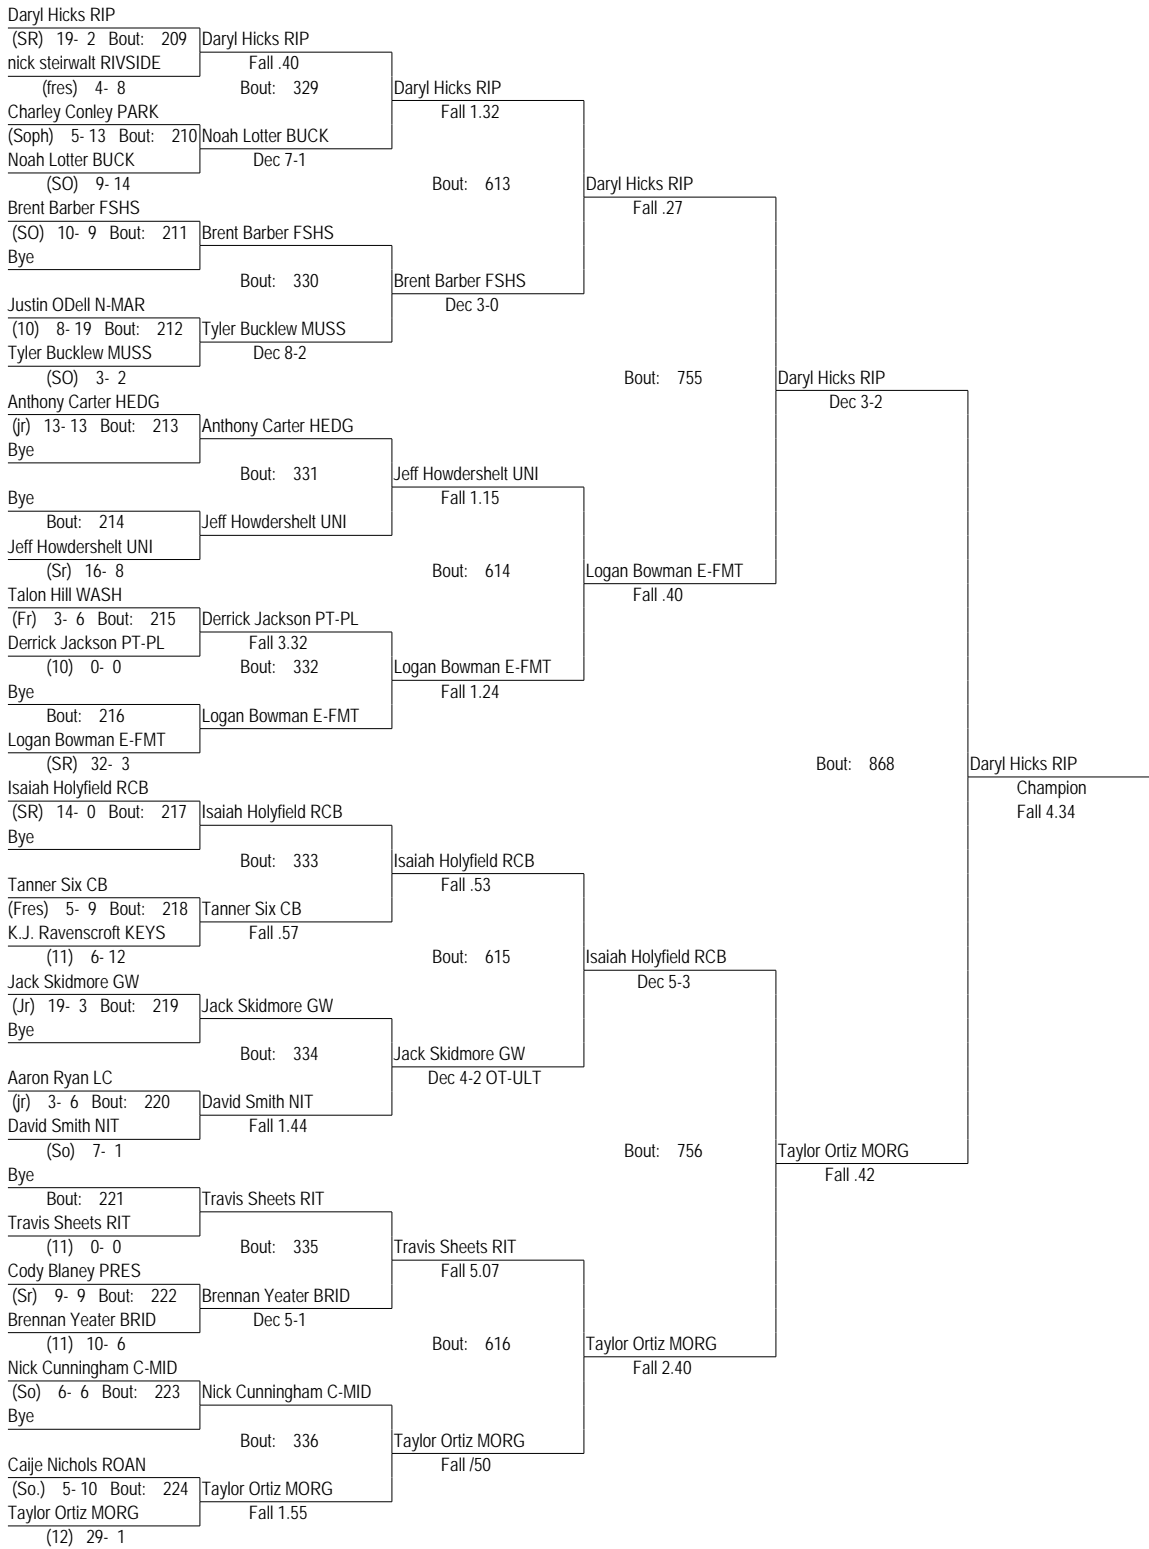 Daryl Hicks RIP
(SR) 19- 2 Bout: 209 Daryl Hicks RIP
nick steirwalt RIVSIDE Fall .40
(fres) 4- 8 Bout: 329 Daryl Hicks RIP
Charley Conley PARK Fall 1.32
(Soph) 5- 13 Bout: 210 Noah Lotter BUCK
Noah Lotter BUCK Dec 7-1
(SO) 9- 14 Bout: 613 Daryl Hicks RIP
Brent Barber FSHS Fall .27
(SO) 10- 9 Bout: 211 Brent Barber FSHS
Bye
Bout: 330 Brent Barber FSHS
Justin ODell N-MAR Dec 3-0
(10) 8- 19 Bout: 212 Tyler Bucklew MUSS
Tyler Bucklew MUSS Dec 8-2
(SO) 3- 2 Bout: 755 Daryl Hicks RIP
Anthony Carter HEDG Dec 3-2
(jr) 13- 13 Bout: 213 Anthony Carter HEDG
Bye
Bout: 331 Jeff Howdershelt UNI
Bye Fall 1.15
Bout: 214 Jeff Howdershelt UNI
Jeff Howdershelt UNI
(Sr) 16- 8 Bout: 614 Logan Bowman E-FMT
Talon Hill WASH Fall .40
(Fr) 3- 6 Bout: 215 Derrick Jackson PT-PL
Derrick Jackson PT-PL Fall 3.32
(10) 0- 0 Bout: 332 Logan Bowman E-FMT
Bye Fall 1.24
Bout: 216 Logan Bowman E-FMT
Logan Bowman E-FMT
(SR) 32- 3 Bout: 868 Daryl Hicks RIP
Isaiah Holyfield RCB Champion
(SR) 14- 0 Bout: 217 Isaiah Holyfield RCB Fall 4.34
Bye
Bout: 333 Isaiah Holyfield RCB
Tanner Six CB Fall .53
(Fres) 5- 9 Bout: 218 Tanner Six CB
K.J. Ravenscroft KEYS Fall .57
(11) 6- 12 Bout: 615 Isaiah Holyfield RCB
Jack Skidmore GW Dec 5-3
(Jr) 19- 3 Bout: 219 Jack Skidmore GW
Bye
Bout: 334 Jack Skidmore GW
Aaron Ryan LC Dec 4-2 OT-ULT
(jr) 3- 6 Bout: 220 David Smith NIT
David Smith NIT Fall 1.44
(So) 7- 1 Bout: 756 Taylor Ortiz MORG
Bye Fall .42
Bout: 221 Travis Sheets RIT
Travis Sheets RIT
(11) 0- 0 Bout: 335 Travis Sheets RIT
Cody Blaney PRES Fall 5.07
(Sr) 9- 9 Bout: 222 Brennan Yeater BRID
Brennan Yeater BRID Dec 5-1
(11) 10- 6 Bout: 616 Taylor Ortiz MORG
Nick Cunningham C-MID Fall 2.40
(So) 6- 6 Bout: 223 Nick Cunningham C-MID
Bye
Bout: 336 Taylor Ortiz MORG
Caije Nichols ROAN Fall /50
(So.) 5- 10 Bout: 224 Taylor Ortiz MORG
Taylor Ortiz MORG Fall 1.55
(12) 29- 1